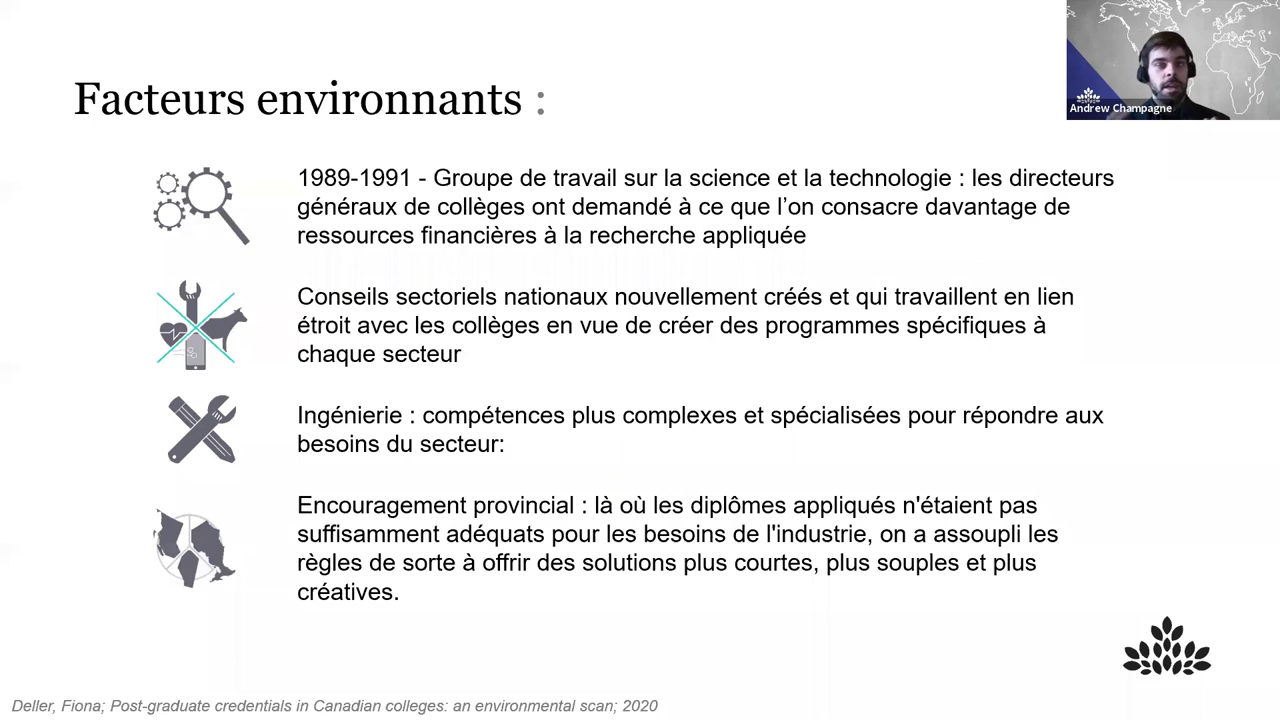 Facteurs environnants :
Andrew Champagne
1989-1991 - Groupe de travail sur la science et la technologie : les directeurs
généraux de collèges ont demandé à ce que l’on consacre davantage de
ressources financières à la recherche appliquée
Conseils sectoriels nationaux nouvellement créés et qui travaillent en lien
étroit avec les collèges en vue de créer des programmes spécifiques à
chaque secteur
Ingénierie : compétences plus complexes et spécialisées pour répondre aux
besoins du secteur:
Encouragement provincial : là où les diplômes appliqués n'étaient pas
suffisamment adéquats pour les besoins de l'industrie, on a assoupli les
règles de sorte à offrir des solutions plus courtes, plus souples et plus
créatives.
Deller, Fiona; Post-graduate credentials in Canadian colleges: an environmental scan; 2020